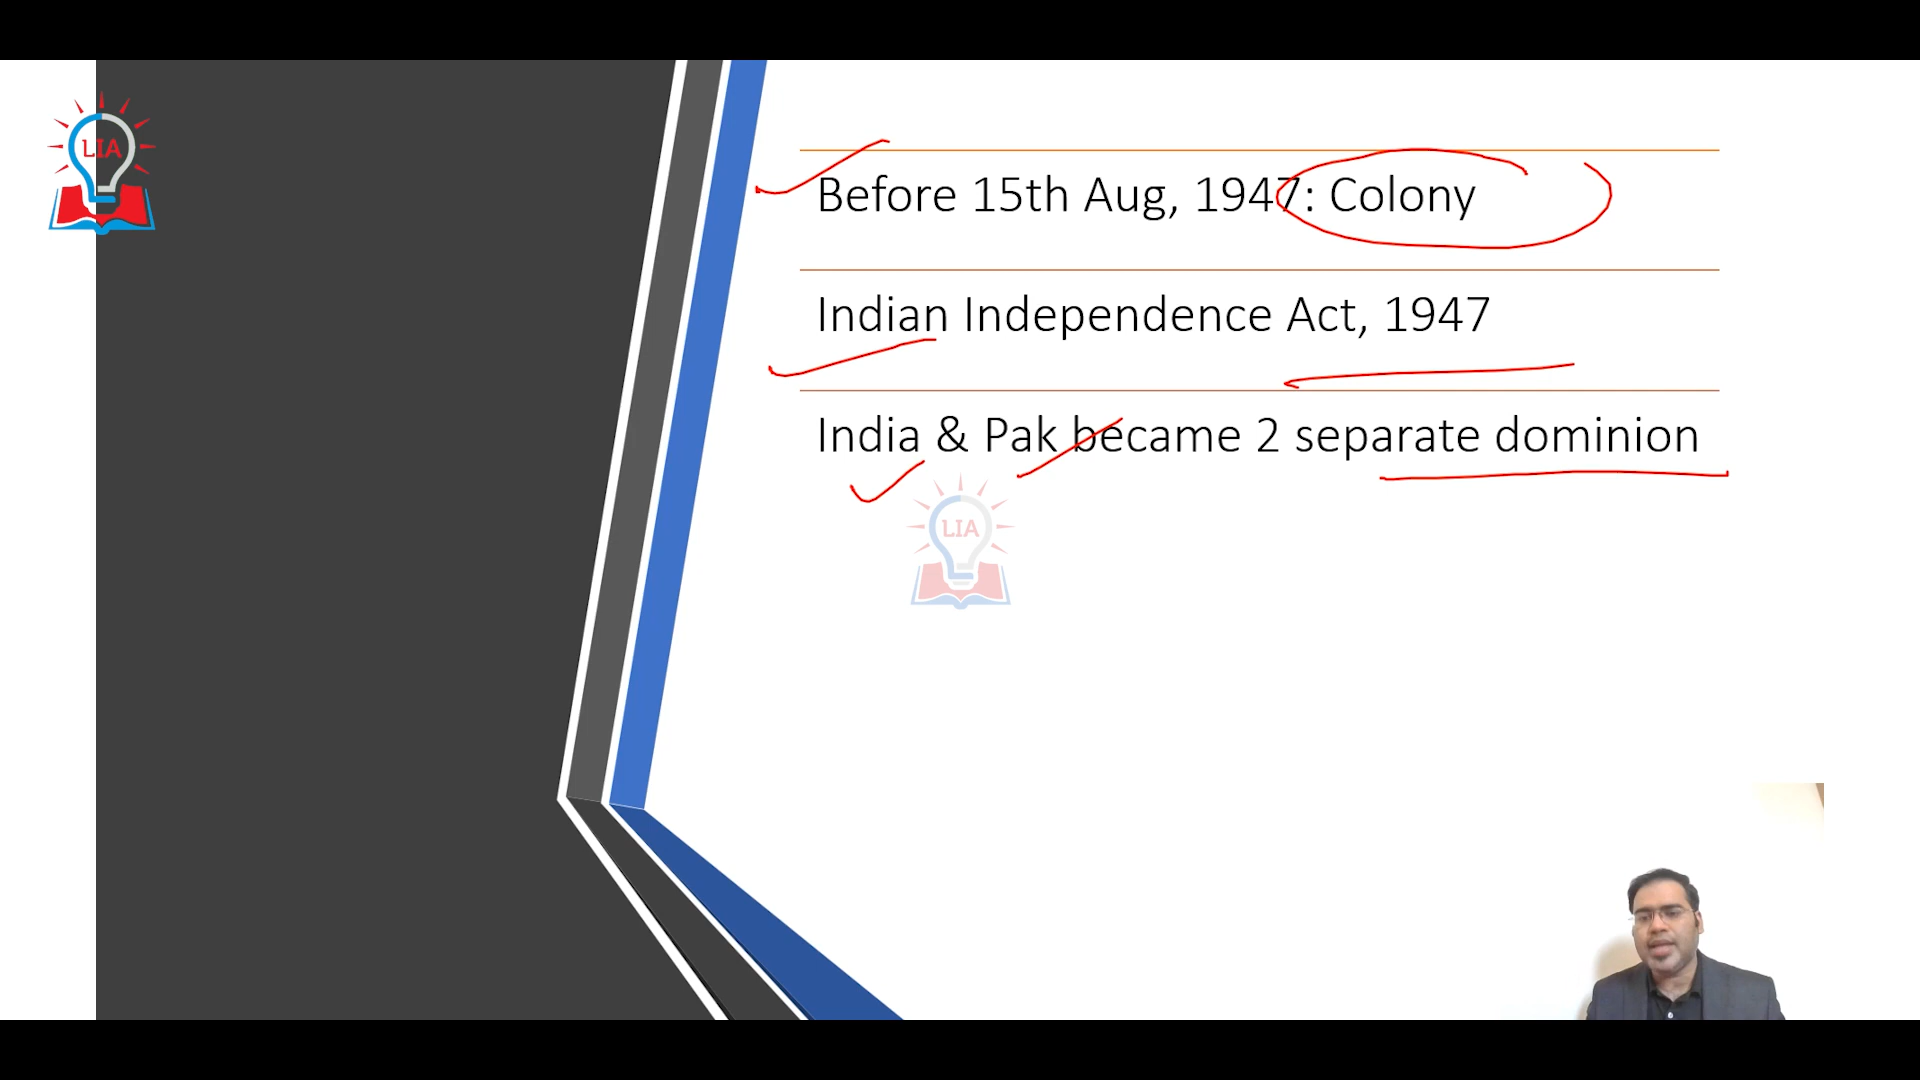 LIA
Before 15th Aug, 1947: Colony
Indian Independence Act, 1947
India & Pak became 2 separate dominion
LIA